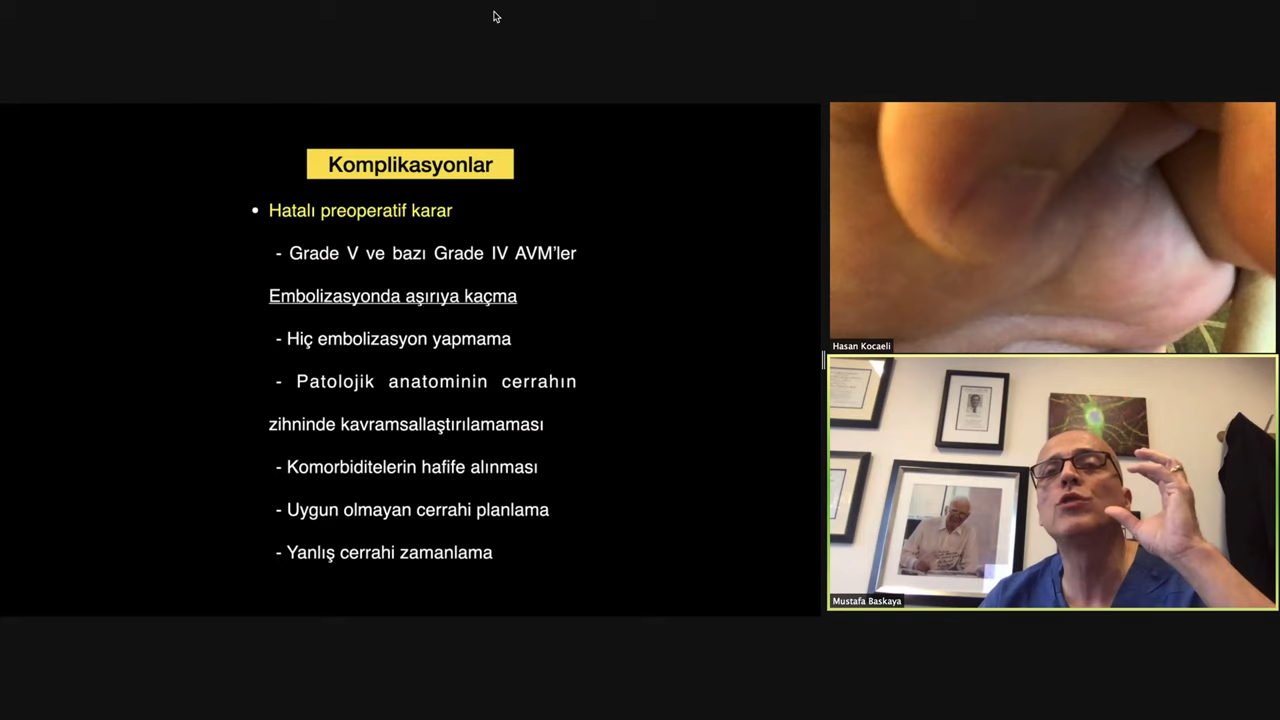 Komplikasyonlar
• Hatalı preoperatif karar
- Grade V ve bazı Grade IV AVM'ler
Embolizasyonda aşırıya kaçma
- Hiç embolizasyon yapmama
- Patolojik anatominin cerrahın
zihninde kavramsallaştırılamaması
- Komorbiditelerin hafife alınması
- Uygun olmayan cerrahi planlama
- Yanlış cerrahi zamanlama
Hasan Kocaeli
Mustafa Baskaya